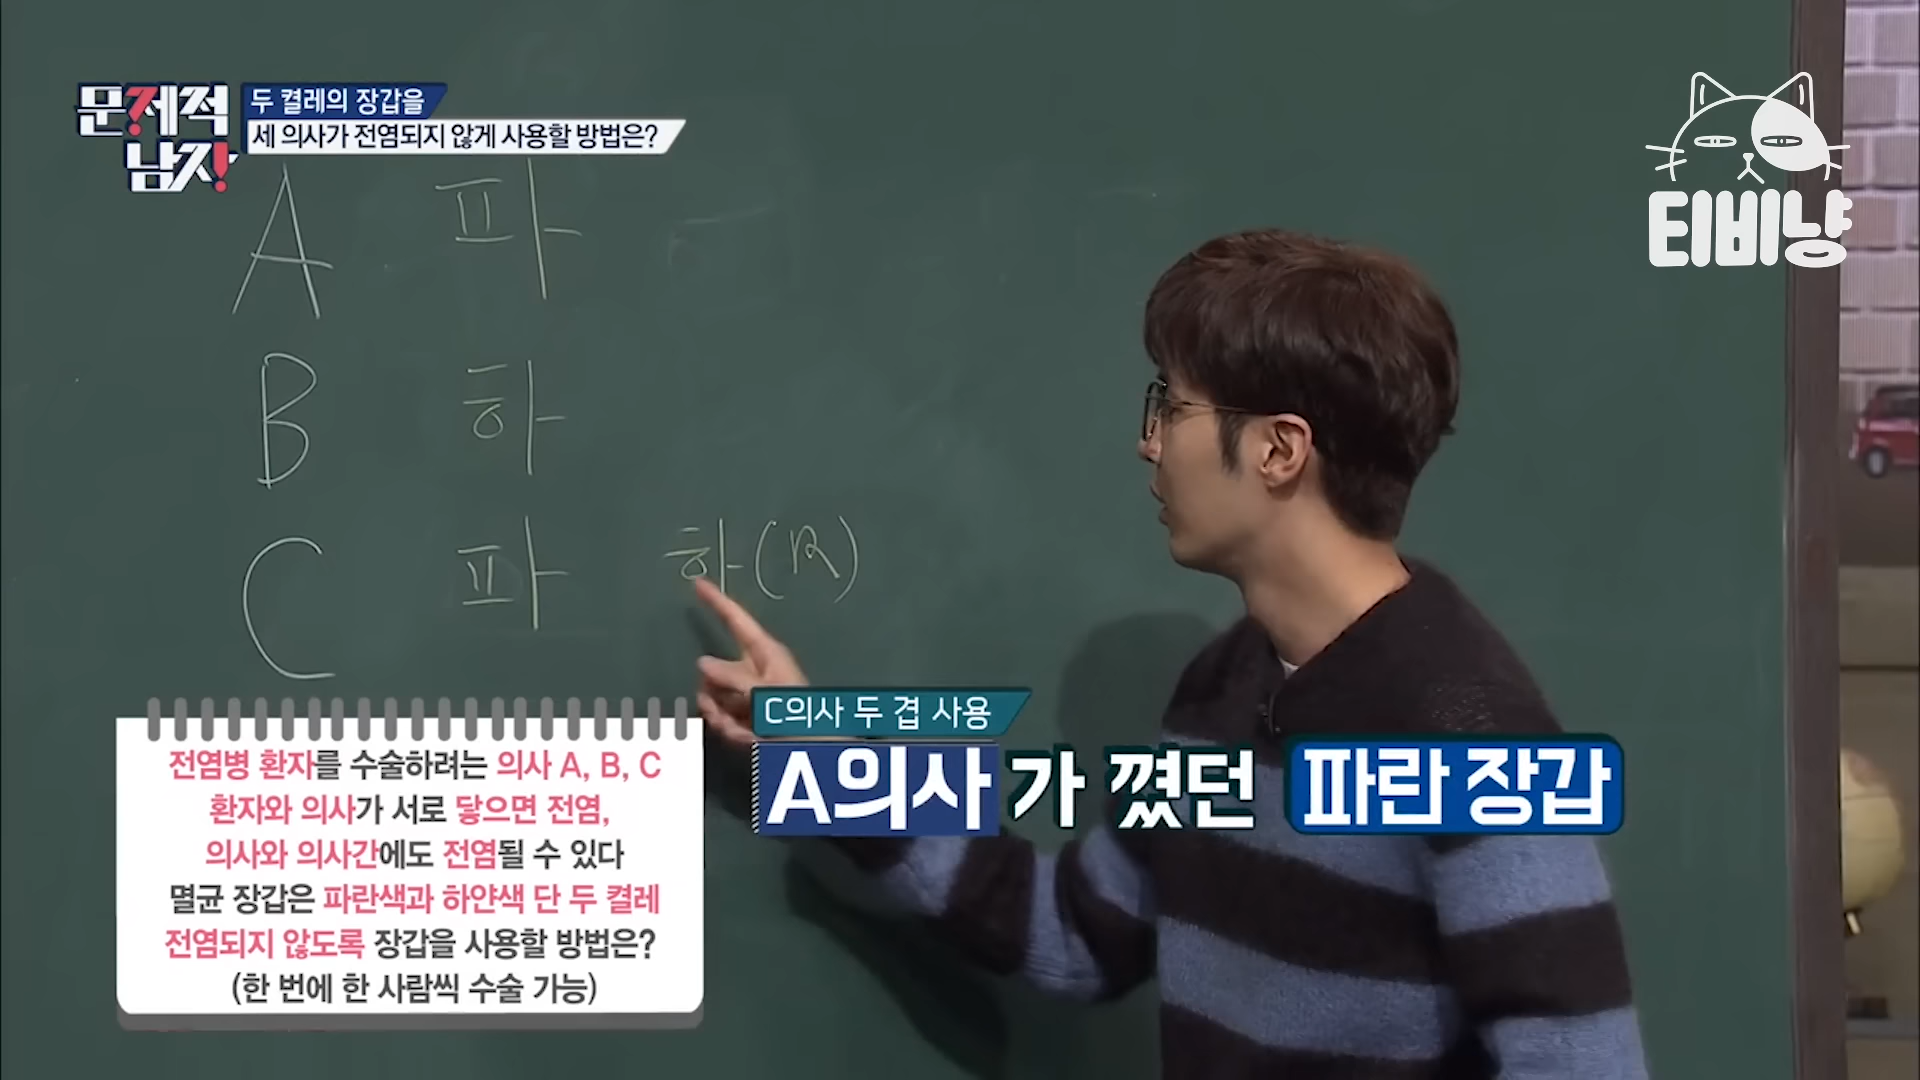 문제적
남자!
두 켤레의 장갑을
세 의사가 전염되지 않게 사용할 방법은?
티비냥
A 파
B 하
C 파 하(R)
C의사 두 겹 사용
A의사가 꼈던 파란 장갑
전염병 환자를 수술하려는 의사 A, B, C
환자와 의사가 서로 닿으면 전염,
의사와 의사간에도 전염될 수 있다
멸균 장갑은 파란색과 하얀색 단 두 켤레
전염되지 않도록 장갑을 사용할 방법은?
(한 번에 한 사람씩 수술 가능)